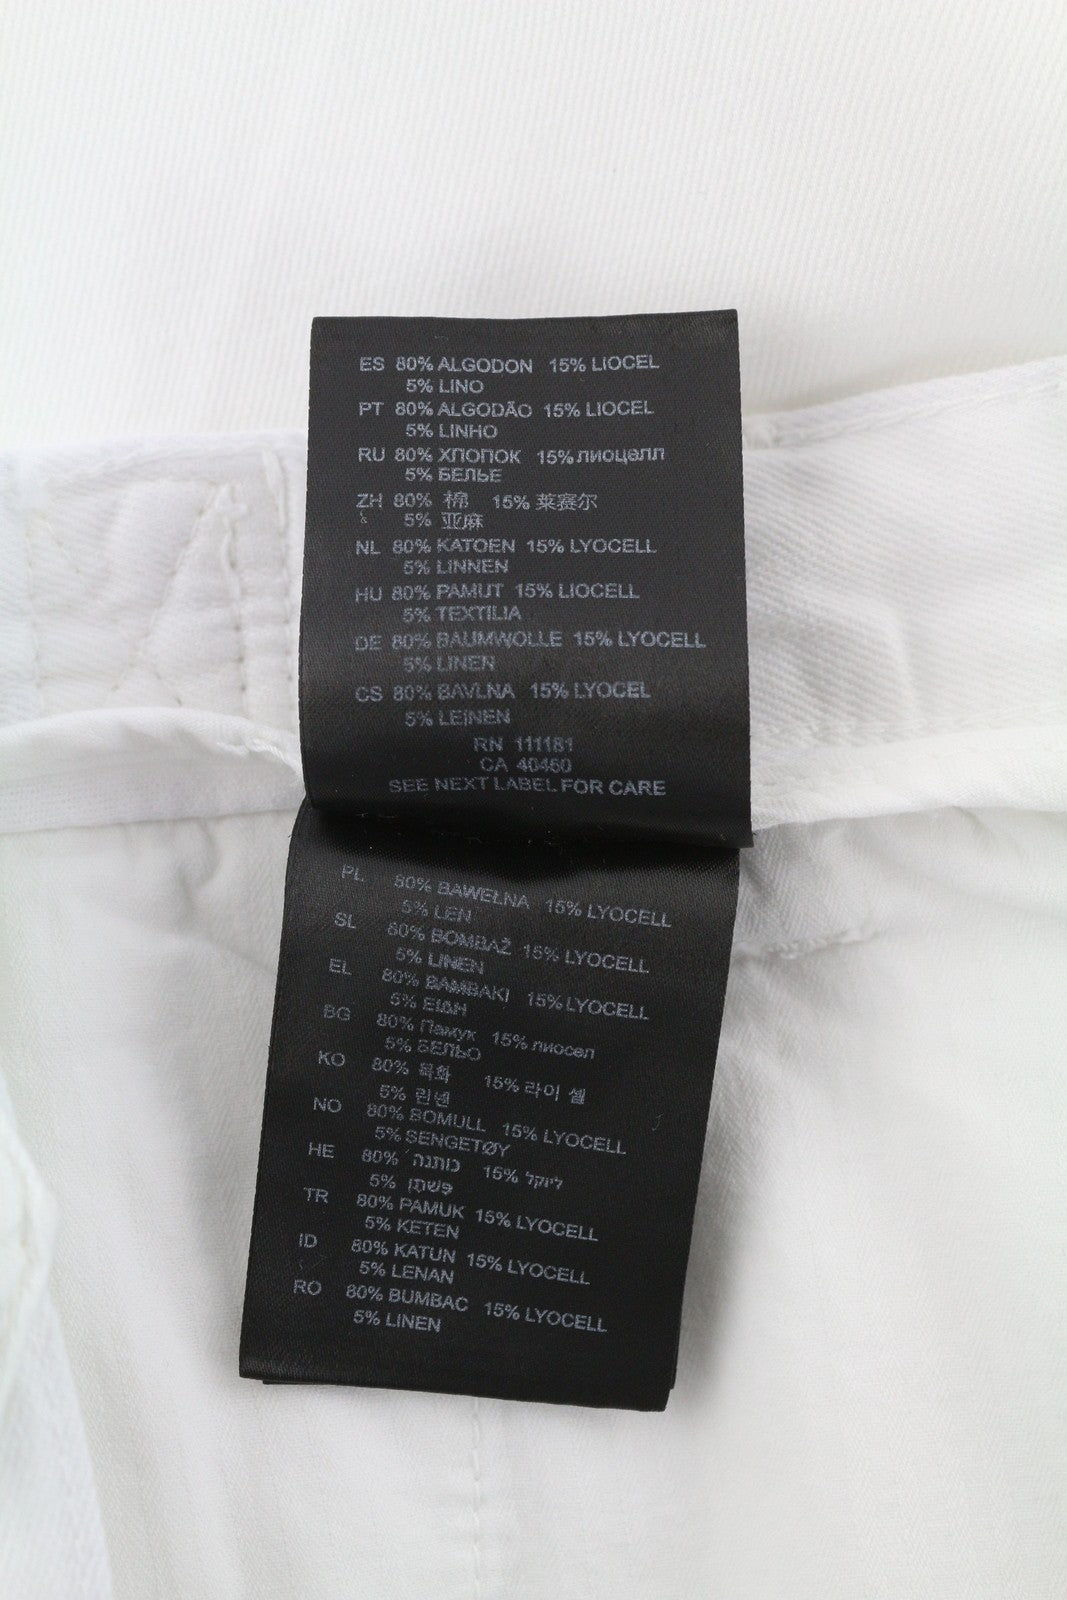 ES 80% ALGODON 15% LIOCEL
5% LINO
PT 80% ALGODÃO 15% LIOCEL
5% LINHO
RU 80% ХЛОПОК 15% лиоцелл
5% БЕЛЬЕ
ZH 80% 棉 15% 莱赛尔
5% 亚麻
NL 80% KATOEN 15% LYOCELL
5% LINNEN
HU 80% PAMUT 15% LIOCELL
5% TEXTILIA
DE 80% BAUMWOLLE 15% LYOCELL
5% LINEN
CS 80% BAVLNA 15% LYOCEL
5% LEINEN
RN 111181
CA 40460
SEE NEXT LABEL FOR CARE
PL 80% BAWEŁNA 15% LYOCELL
5% LEN
SL 80% BOMBAŽ 15% LYOCELL
5% LINEN
EL 80% BAMBAKI 15% LYOCELL
5% ΕΙΔΗ
BG 80% Памук 15% лиосел
5% БЕЛЬО
KO 80% 목화 15% 라이 셀
5% 린넨
NO 80% BOMULL 15% LYOCELL
5% SENGETØY
HE 80% כותנה 15% ליוקל
5% פשתן
TR 80% PAMUK 15% LYOCELL
5% KETEN
ID 80% KATUN 15% LYOCELL
5% LENAN
RO 80% BUMBAC 15% LYOCELL
5% LINEN